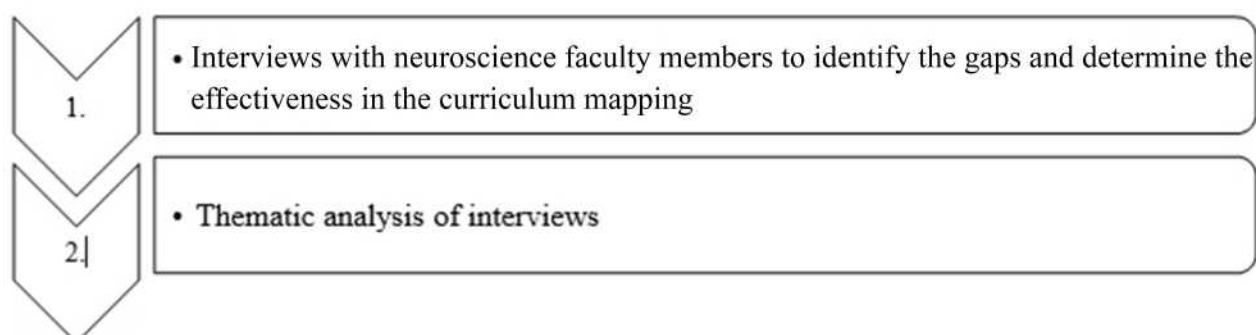 1.
• Interviews with neuroscience faculty members to identify the gaps and determine the
effectiveness in the curriculum mapping
2.
• Thematic analysis of interviews